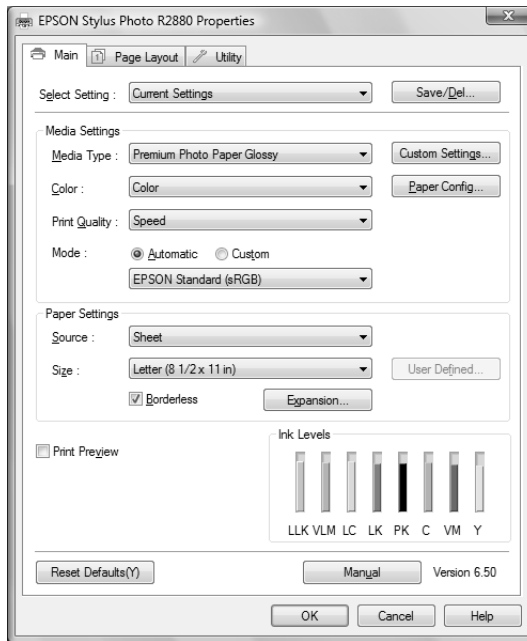 EPSON Stylus Photo R2880 Properties
Main 1 Page Layout Utility
Select Setting : Current Settings Save/Del...
Media Settings
Media Type : Premium Photo Paper Glossy Custom Settings...
Color : Color Paper Config...
Print Quality : Speed
Mode : Automatic Custom
EPSON Standard (sRGB)
Paper Settings
Source : Sheet
Size : Letter (8 1/2 x 11 in) User Defined...
Borderless Expansion...
Print Preview
Ink Levels
LLK VLM LC LK PK C VM Y
Reset Defaults(Y) Manual Version 6.50
OK Cancel Help